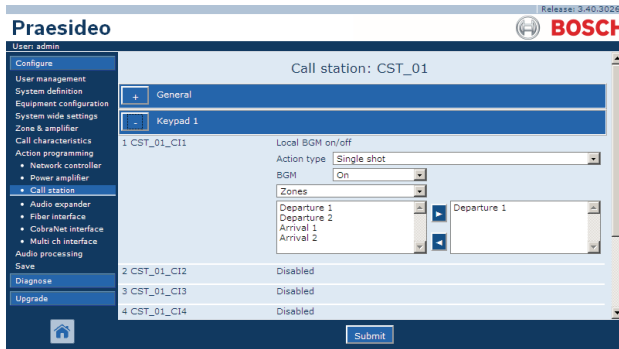 Release: 3.40.3026
Praesideo
BOSCH
User: admin
Configure
User management
System definition
Equipment configuration
System wide settings
Zone & amplifier
Call characteristics
Action programming
• Network controller
• Power amplifier
• Call station
• Audio expander
• Fiber interface
• CobraNet interface
• Multi ch interface
Audio processing
Save
Diagnose
Upgrade
Call station: CST_01
+ General
- Keypad 1
1 CST_01_CI1 Local BGM on/off
Action type Single shot
BGM On
Zones
Departure 1 Departure 1
Departure 2
Arrival 1
Arrival 2
2 CST_01_CI2 Disabled
3 CST_01_CI3 Disabled
4 CST_01_CI4 Disabled
Submit